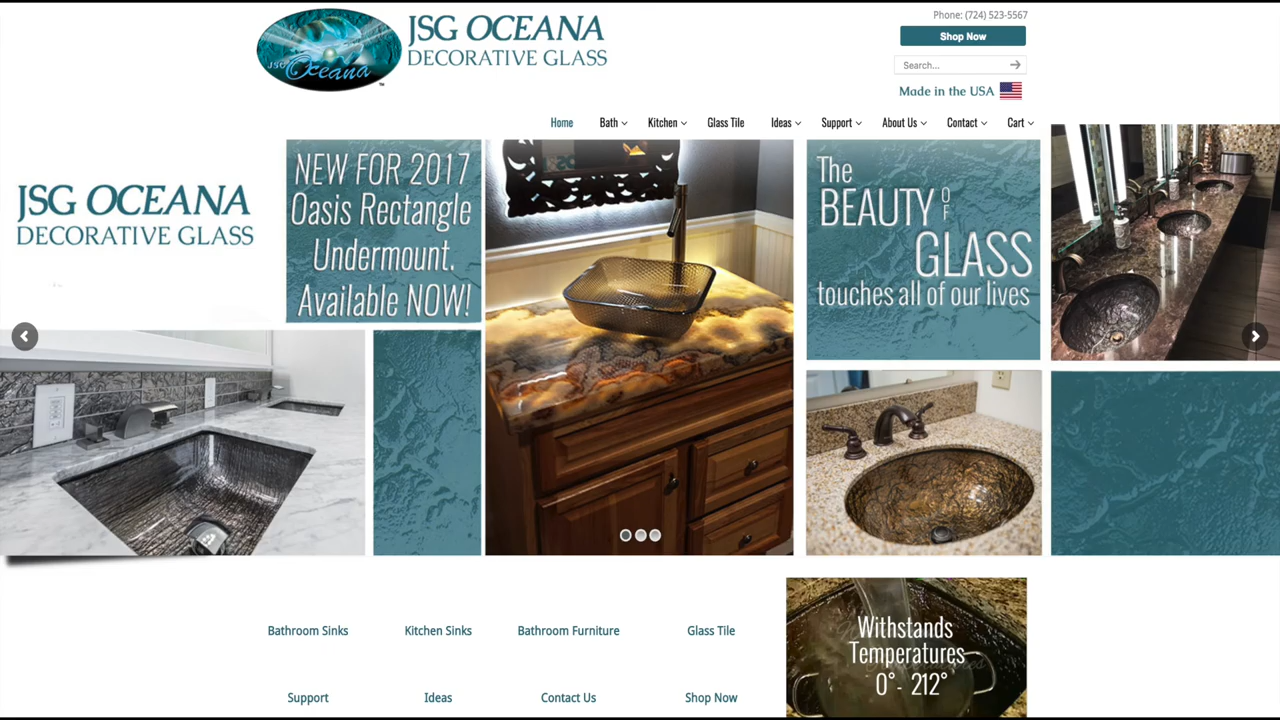 JSG Oceana
TM
JSG OCEANA
DECORATIVE GLASS
Phone: (724) 523-5567
Shop Now
Search...
Made in the USA
Home
Bath
Kitchen
Glass Tile
Ideas
Support
About Us
Contact
Cart
JSG OCEANA
DECORATIVE GLASS
NEW FOR 2017
Oasis Rectangle
Undermount.
Available NOW!
The
BEAUTY OF
GLASS
touches all of our lives
Bathroom Sinks
Kitchen Sinks
Bathroom Furniture
Glass Tile
Support
Ideas
Contact Us
Shop Now
Withstands
Temperatures
0°- 212°